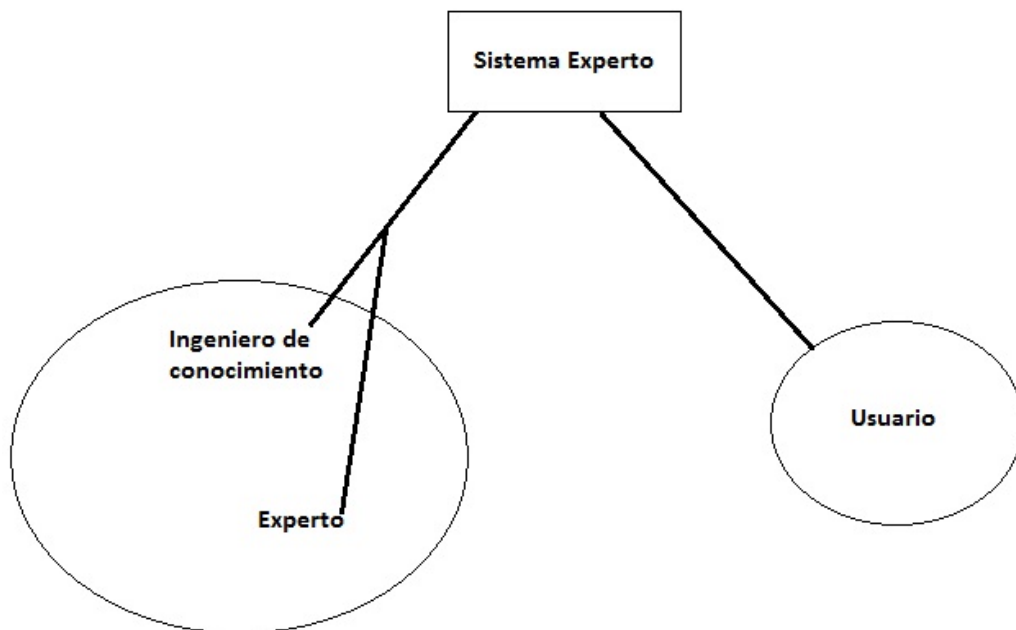 Sistema Experto
Ingeniero de
conocimiento
Usuario
Experto